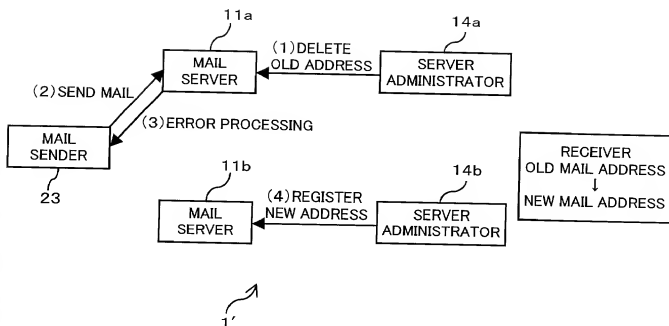 11a
14a
MAIL
SERVER
(1)DELETE
OLD ADDRESS
SERVER
ADMINISTRATOR
(2)SEND MAIL
(3)ERROR PROCESSING
MAIL
SENDER
23
RECEIVER
OLD MAIL ADDRESS
↓
NEW MAIL ADDRESS
11b
14b
MAIL
SERVER
(4)REGISTER
NEW ADDRESS
SERVER
ADMINISTRATOR
1′